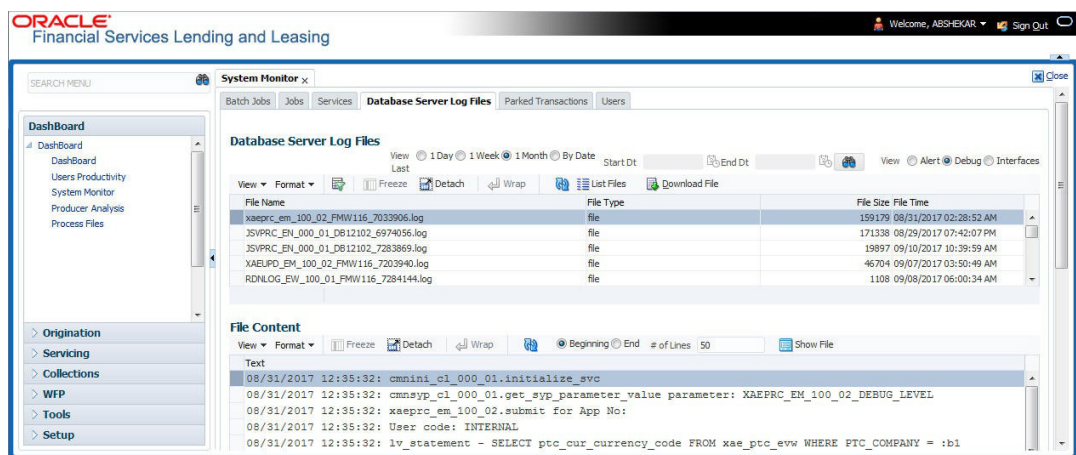 ORACLE
Financial Services Lending and Leasing
Welcome, ABSHEKAR Sign Out
SEARCH MENU
System Monitor x
Close
Batch Jobs Jobs Services Database Server Log Files Parked Transactions Users
DashBoard
DashBoard
DashBoard
Users Productivity
System Monitor
Producer Analysis
Process Files
Origination
Servicing
Collections
WFP
Tools
Setup
Database Server Log Files
View Last 1 Day 1 Week 1 Month By Date Start Dt End Dt View Alert Debug Interfaces
View Format Freeze Detach Wrap List Files Download File
File Name File Type File Size File Time
xaeprc_em_100_02_FMW116_7033906.log file 159179 08/31/2017 02:28:52 AM
JSVPRC_EN_000_01_DB12102_6974056.log file 171338 08/29/2017 07:42:07 PM
JSVPRC_EN_000_01_DB12102_7283869.log file 19897 09/10/2017 10:39:59 AM
XAEUPD_EM_100_02_FMW116_7203940.log file 46704 09/07/2017 03:50:49 AM
RDNLOG_EW_100_01_FMW116_7284144.log file 1108 09/08/2017 06:00:34 AM
File Content
View Format Freeze Detach Wrap Beginning End # of Lines 50 Show File
Text
08/31/2017 12:35:32: cmnini_cl_000_01.initialize_svc
08/31/2017 12:35:32: cmnsyp_cl_000_01.get_syp_parameter_value parameter: XAEPRC_EM_100_02_DEBUG_LEVEL
08/31/2017 12:35:32: xaeprc_em_100_02.submit for App No:
08/31/2017 12:35:32: User code: INTERNAL
08/31/2017 12:35:32: lv_statement - SELECT ptc_cur_currency_code FROM xae_ptc_evw WHERE PTC_COMPANY = :b1